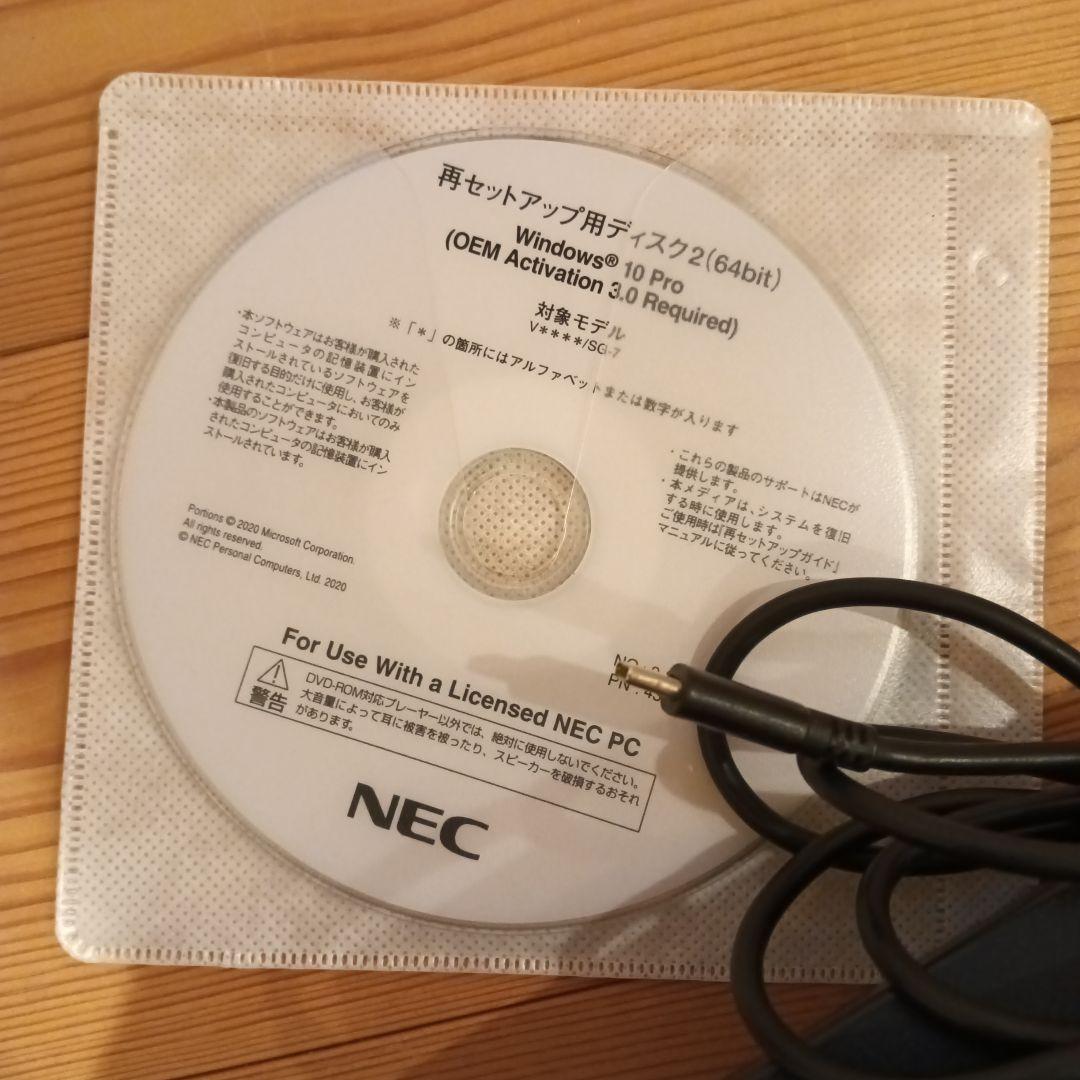 再セットアップ用ディスク2(64bit)
Windows® 10 Pro
(OEM Activation 3.0 Required)
対象モデル
V****/SG-7
※「*」の箇所にはアルファベットまたは数字が入ります
・本ソフトウェアはお客様が購入された
コンピュータの記憶装置にイン
ストールされているソフトウェアを
復旧する目的だけに使用し、お客様が
購入されたコンピュータにおいてのみ
使用することができます。
・本製品のソフトウェアはお客様が購入
されたコンピュータの記憶装置にイン
ストールされています。
・これらの製品のサポートはNECが
提供します。
・本メディアは、システムを復旧
する時に使用します。
ご使用時は「再セットアップガイド」
マニュアルに従ってください。
Portions © 2020 Microsoft Corporation.
All rights reserved.
© NEC Personal Computers, Ltd. 2020
PN : 
For Use With a Licensed NEC PC
警告
DVD-ROM対応プレーヤー以外では、絶対に使用しないでください。
大音量によって耳に被害を被ったり、スピーカーを破損するおそれ
があります。
NEC